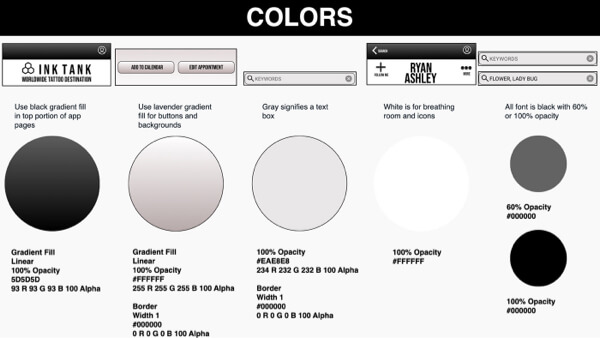 COLORS
INK TANK
WORLDWIDE TATTOO DESTINATION
ADD TO CALENDAR
EDIT APPOINTMENT
KEYWORDS
SEARCH
FOLLOW ME
RYAN
ASHLEY
MORE
KEYWORDS
FLOWER, LADY BUG
Use black gradient fill
in top portion of app
pages
Use lavender gradient
fill for buttons and
backgrounds
Gray signifies a text
box
White is for breathing
room and icons
All font is black with 60%
or 100% opacity
Gradient Fill
Linear
100% Opacity
5D5D5D
93 R 93 G 93 B 100 Alpha
Gradient Fill
Linear
100% Opacity
#FFFFFF
255 R 255 G 255 B 100 Alpha
Border
Width 1
#000000
0 R 0 G 0 B 100 Alpha
100% Opacity
#EAE8E8
234 R 232 G 232 B 100 Alpha
Border
Width 1
#000000
0 R 0 G 0 B 100 Alpha
100% Opacity
#FFFFFF
60% Opacity
#000000
100% Opacity
#000000